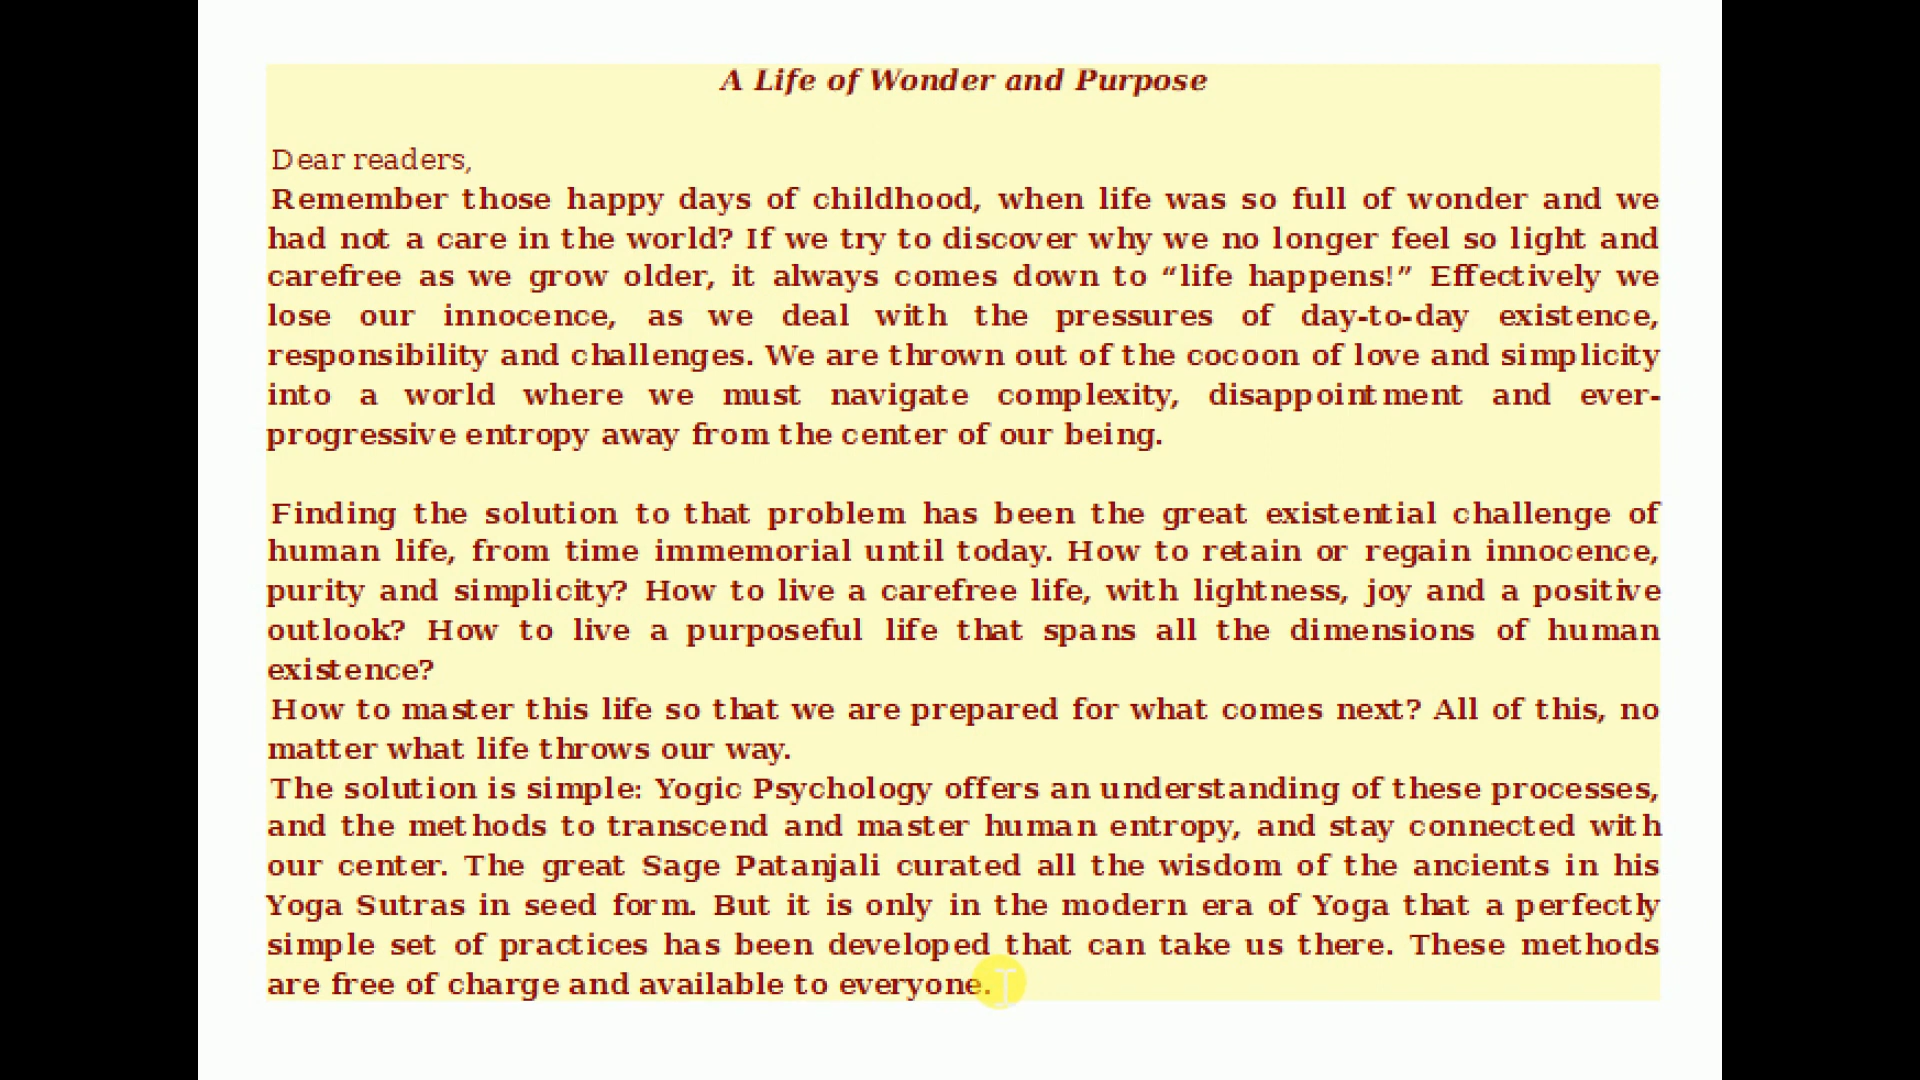 A Life of Wonder and Purpose
Dear readers,
Remember those happy days of childhood, when life was so full of wonder and we
had not a care in the world? If we try to discover why we no longer feel so light and
carefree as we grow older, it always comes down to “life happens!” Effectively we
lose our innocence, as we deal with the pressures of day-to-day existence,
responsibility and challenges. We are thrown out of the cocoon of love and simplicity
into a world where we must navigate complexity, disappointment and ever-
progressive entropy away from the center of our being.
Finding the solution to that problem has been the great existential challenge of
human life, from time immemorial until today. How to retain or regain innocence,
purity and simplicity? How to live a carefree life, with lightness, joy and a positive
outlook? How to live a purposeful life that spans all the dimensions of human
existence?
How to master this life so that we are prepared for what comes next? All of this, no
matter what life throws our way.
The solution is simple: Yogic Psychology offers an understanding of these processes,
and the methods to transcend and master human entropy, and stay connected with
our center. The great Sage Patanjali curated all the wisdom of the ancients in his
Yoga Sutras in seed form. But it is only in the modern era of Yoga that a perfectly
simple set of practices has been developed that can take us there. These methods
are free of charge and available to everyone.